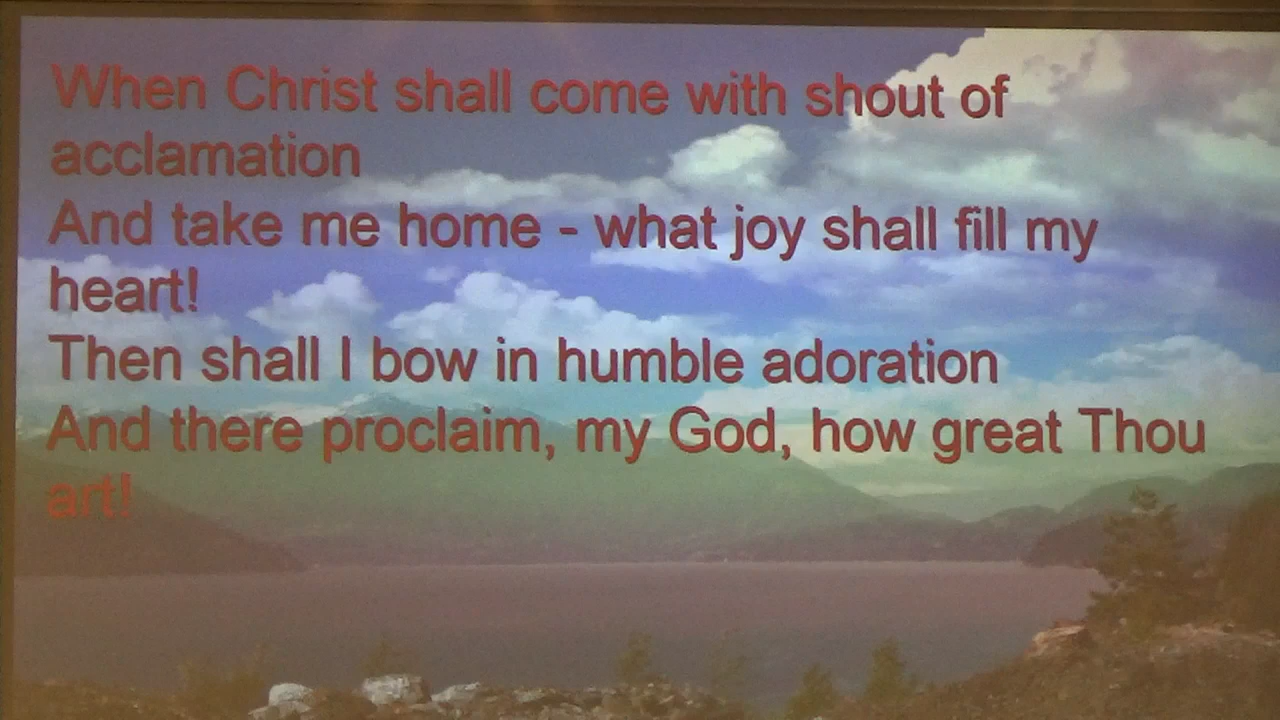 When Christ shall come with shout of
acclamation
And take me home - what joy shall fill my
heart!
Then shall I bow in humble adoration
And there proclaim, my God, how great Thou
art!